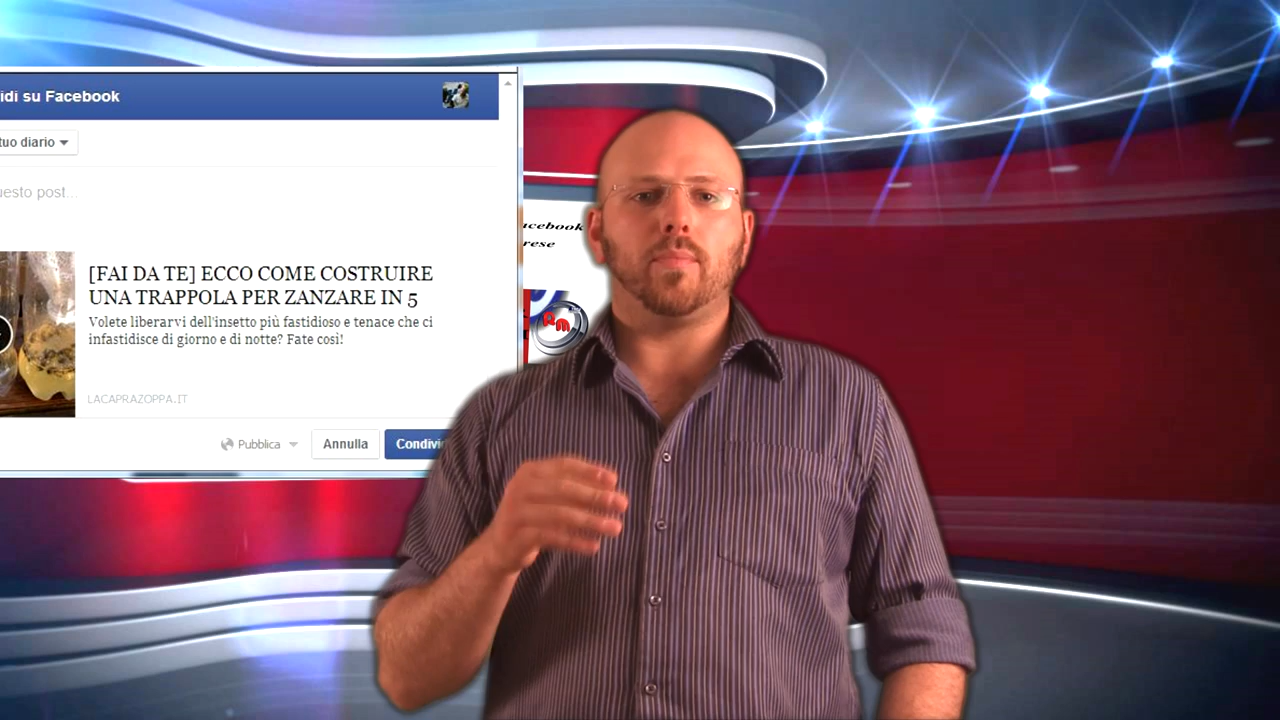 idi su Facebook
tuo diario
uesto post...
[FAI DA TE] ECCO COME COSTRUIRE
UNA TRAPPOLA PER ZANZARE IN 5
Volete liberarvi dell'insetto più fastidioso e tenace che ci
infastidisce di giorno e di notte? Fate così!
LACAPRAZOPPA.IT
Pubblica
Annulla
Condivi
acebook
rese